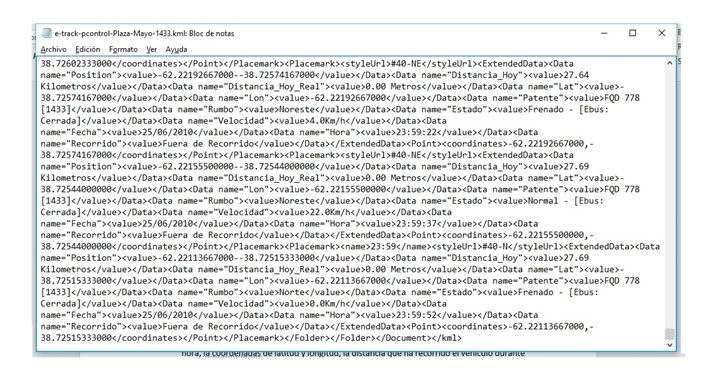 e-track-pcontrol-Plaza-Mayo-1433.kml: Bloc de notas
Archivo Edición Formato Ver Ayuda
38.72602333000</coordinates></Point></Placemark><Placemark><styleUrl>#40-NE</styleUrl><ExtendedData><Data
name="Position"><value>-62.22192667000--38.72574167000</value></Data><Data name="Distancia_Hoy"><value>27.64
Kilometros</value></Data><Data name="Distancia_Hoy_Real"><value>0.00 Metros</value></Data><Data name="Lat"><value>-
38.72574167000</value></Data><Data name="Lon"><value>-62.22192667000</value></Data><Data name="Patente"><value>FQD 778
[1433]</value></Data><Data name="Rumbo"><value>Noreste</value></Data><Data name="Estado"><value>Frenado - [Ebus:
Cerrada]</value></Data><Data name="Velocidad"><value>4.0Km/h</value></Data><Data
name="Fecha"><value>25/06/2010</value></Data><Data name="Hora"><value>23:59:22</value></Data><Data
name="Recorrido"><value>Fuera de Recorrido</value></Data></ExtendedData><Point><coordinates>-62.22192667000,-
38.72574167000</coordinates></Point></Placemark><Placemark><styleUrl>#40-NE</styleUrl><ExtendedData><Data
name="Position"><value>-62.22155500000--38.72544000000</value></Data><Data name="Distancia_Hoy"><value>27.69
Kilometros</value></Data><Data name="Distancia_Hoy_Real"><value>0.00 Metros</value></Data><Data name="Lat"><value>-
38.72544000000</value></Data><Data name="Lon"><value>-62.22155500000</value></Data><Data name="Patente"><value>FQD 778
[1433]</value></Data><Data name="Rumbo"><value>Noreste</value></Data><Data name="Estado"><value>Normal - [Ebus:
Cerrada]</value></Data><Data name="Velocidad"><value>22.0Km/h</value></Data><Data
name="Fecha"><value>25/06/2010</value></Data><Data name="Hora"><value>23:59:37</value></Data><Data
name="Recorrido"><value>Fuera de Recorrido</value></Data></ExtendedData><Point><coordinates>-62.22155500000,-
38.72544000000</coordinates></Point></Placemark><Placemark><name>23:59</name><styleUrl>#40-N</styleUrl><ExtendedData><Data
name="Position"><value>-62.22113667000--38.72515333000</value></Data><Data name="Distancia_Hoy"><value>27.69
Kilometros</value></Data><Data name="Distancia_Hoy_Real"><value>0.00 Metros</value></Data><Data name="Lat"><value>-
38.72515333000</value></Data><Data name="Lon"><value>-62.22113667000</value></Data><Data name="Patente"><value>FQD 778
[1433]</value></Data><Data name="Rumbo"><value>Norte</value></Data><Data name="Estado"><value>Frenado - [Ebus:
Cerrada]</value></Data><Data name="Velocidad"><value>0.0Km/h</value></Data><Data
name="Fecha"><value>25/06/2010</value></Data><Data name="Hora"><value>23:59:52</value></Data><Data
name="Recorrido"><value>Fuera de Recorrido</value></Data></ExtendedData><Point><coordinates>-62.22113667000,-
38.72515333000</coordinates></Point></Placemark></Folder></Folder></Document></kml>
hora, la coordenadas de latitud y longitud, la distancia que ha recorrido el vehículo durante